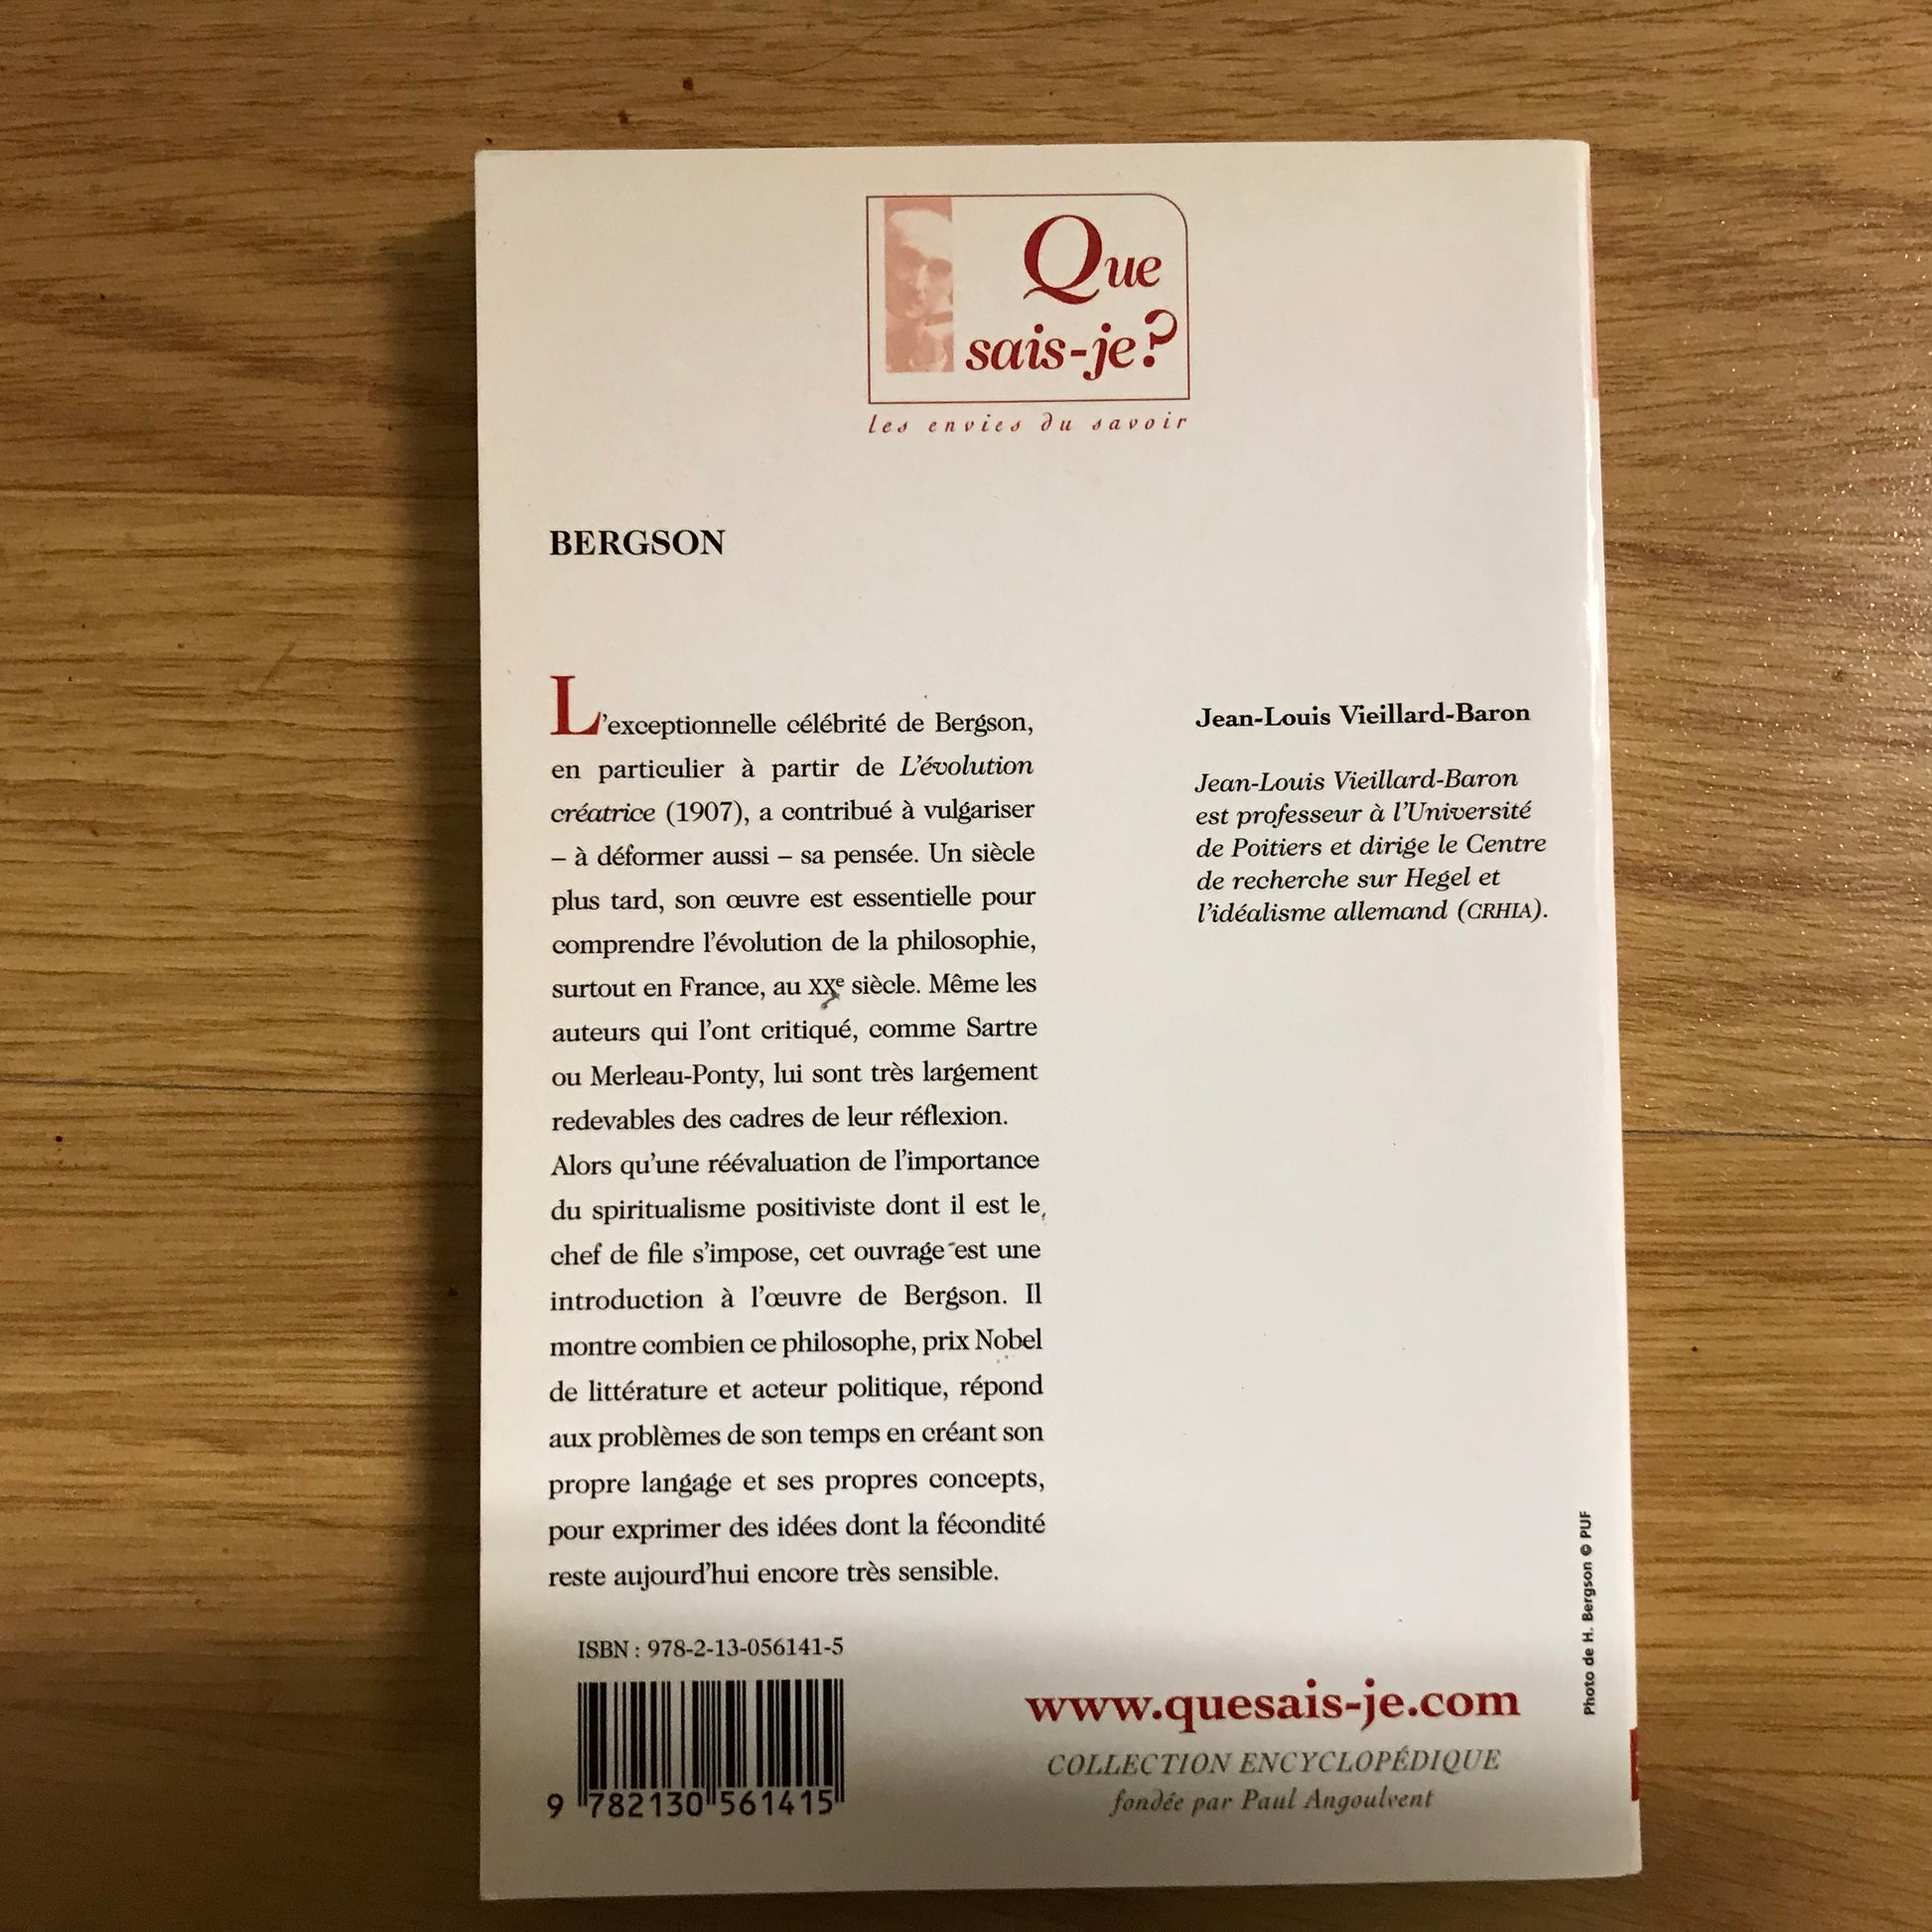 Que
sais-je?
les envies du savoir
BERGSON
L'exceptionnelle célébrité de Bergson,
en particulier à partir de L'évolution
créatrice (1907), a contribué à vulgariser
– à déformer aussi – sa pensée. Un siècle
plus tard, son œuvre est essentielle pour
comprendre l'évolution de la philosophie,
surtout en France, au XXe siècle. Même les
auteurs qui l'ont critiqué, comme Sartre
ou Merleau-Ponty, lui sont très largement
redevables des cadres de leur réflexion.
Alors qu'une réévaluation de l'importance
du spiritualisme positiviste dont il est le
chef de file s'impose, cet ouvrage est une
introduction à l'œuvre de Bergson. Il
montre combien ce philosophe, prix Nobel
de littérature et acteur politique, répond
aux problèmes de son temps en créant son
propre langage et ses propres concepts,
pour exprimer des idées dont la fécondité
reste aujourd'hui encore très sensible.
Jean-Louis Vieillard-Baron
Jean-Louis Vieillard-Baron
est professeur à l'Université
de Poitiers et dirige le Centre
de recherche sur Hegel et
l'idéalisme allemand (CRHIA).
ISBN : 978-2-13-056141-5
9 782130 561415
www.quesais-je.com
COLLECTION ENCYCLOPÉDIQUE
fondée par Paul Angoulvent
Photo de H. Bergson © PUF